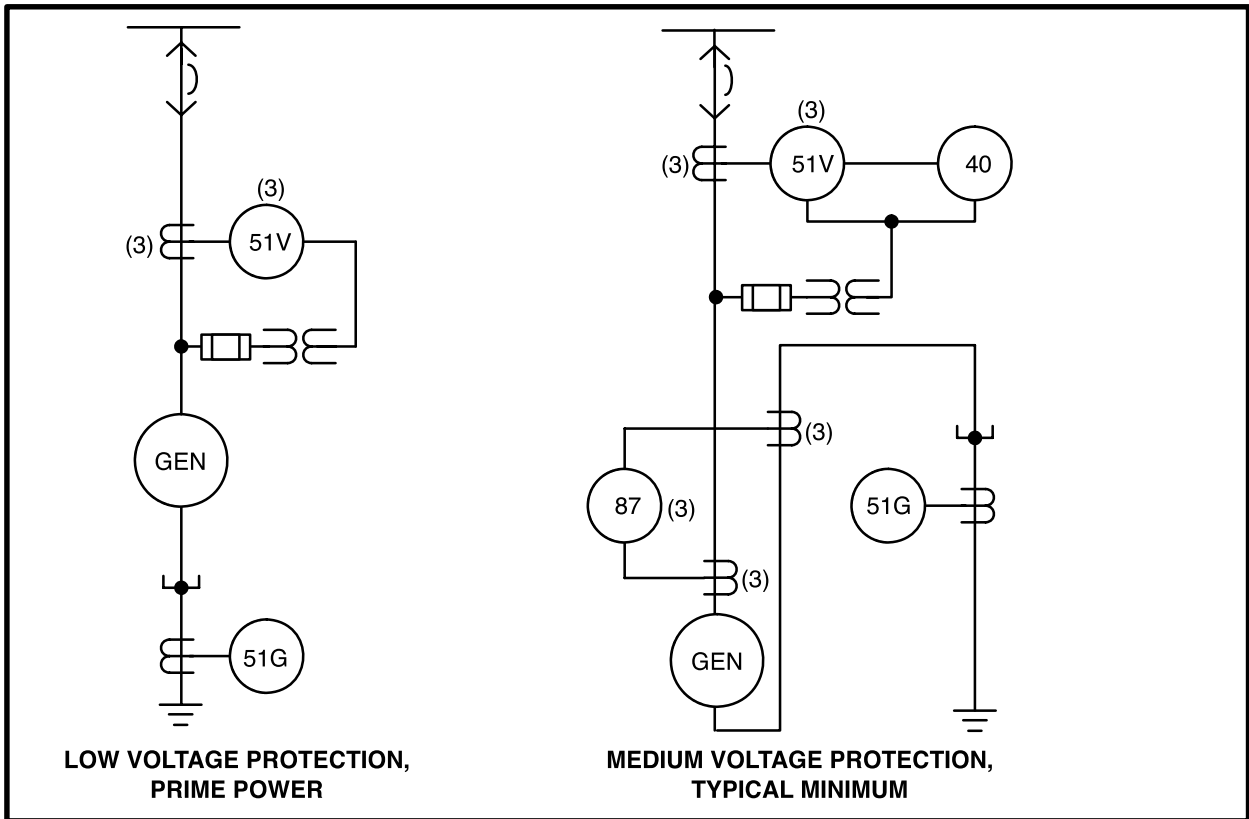 (3)
(3)
51V
GEN
51G
LOW VOLTAGE PROTECTION,
PRIME POWER
(3)
(3)
51V
40
(3)
87
(3)
51G
(3)
GEN
MEDIUM VOLTAGE PROTECTION,
TYPICAL MINIMUM